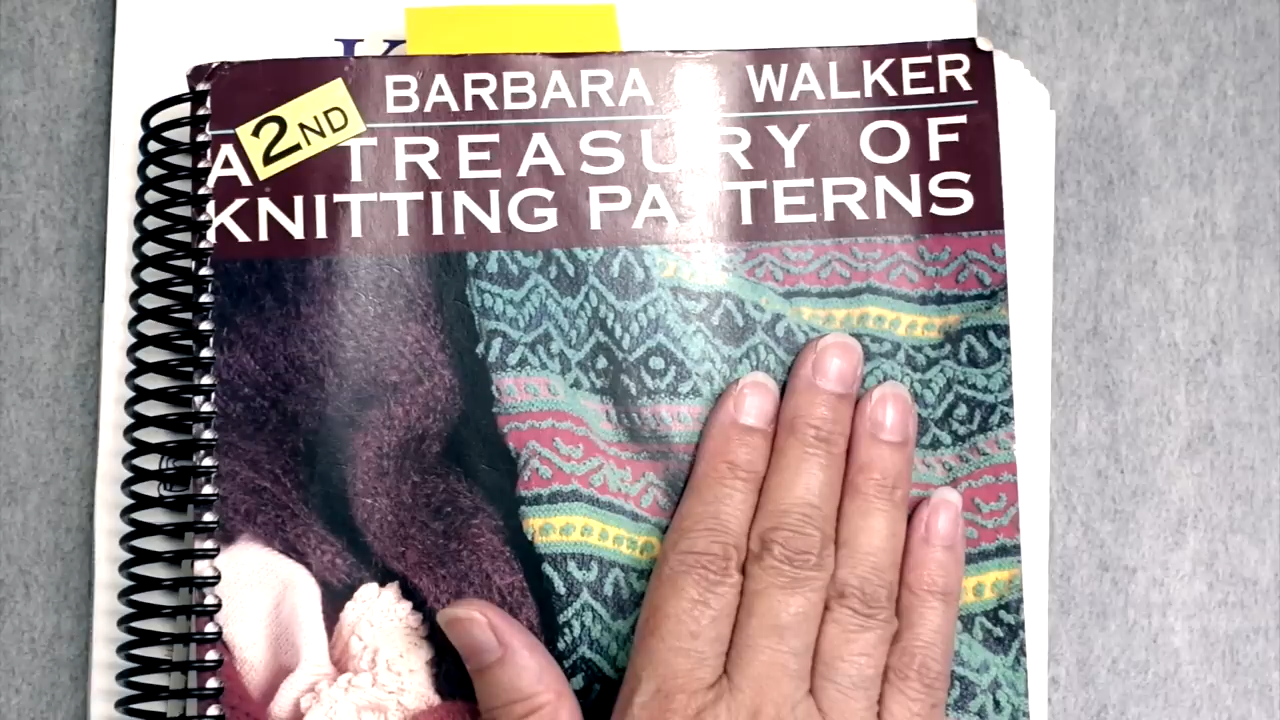 K
BARBARA WALKER
A 2ND TREASURY OF
KNITTING PATTERNS